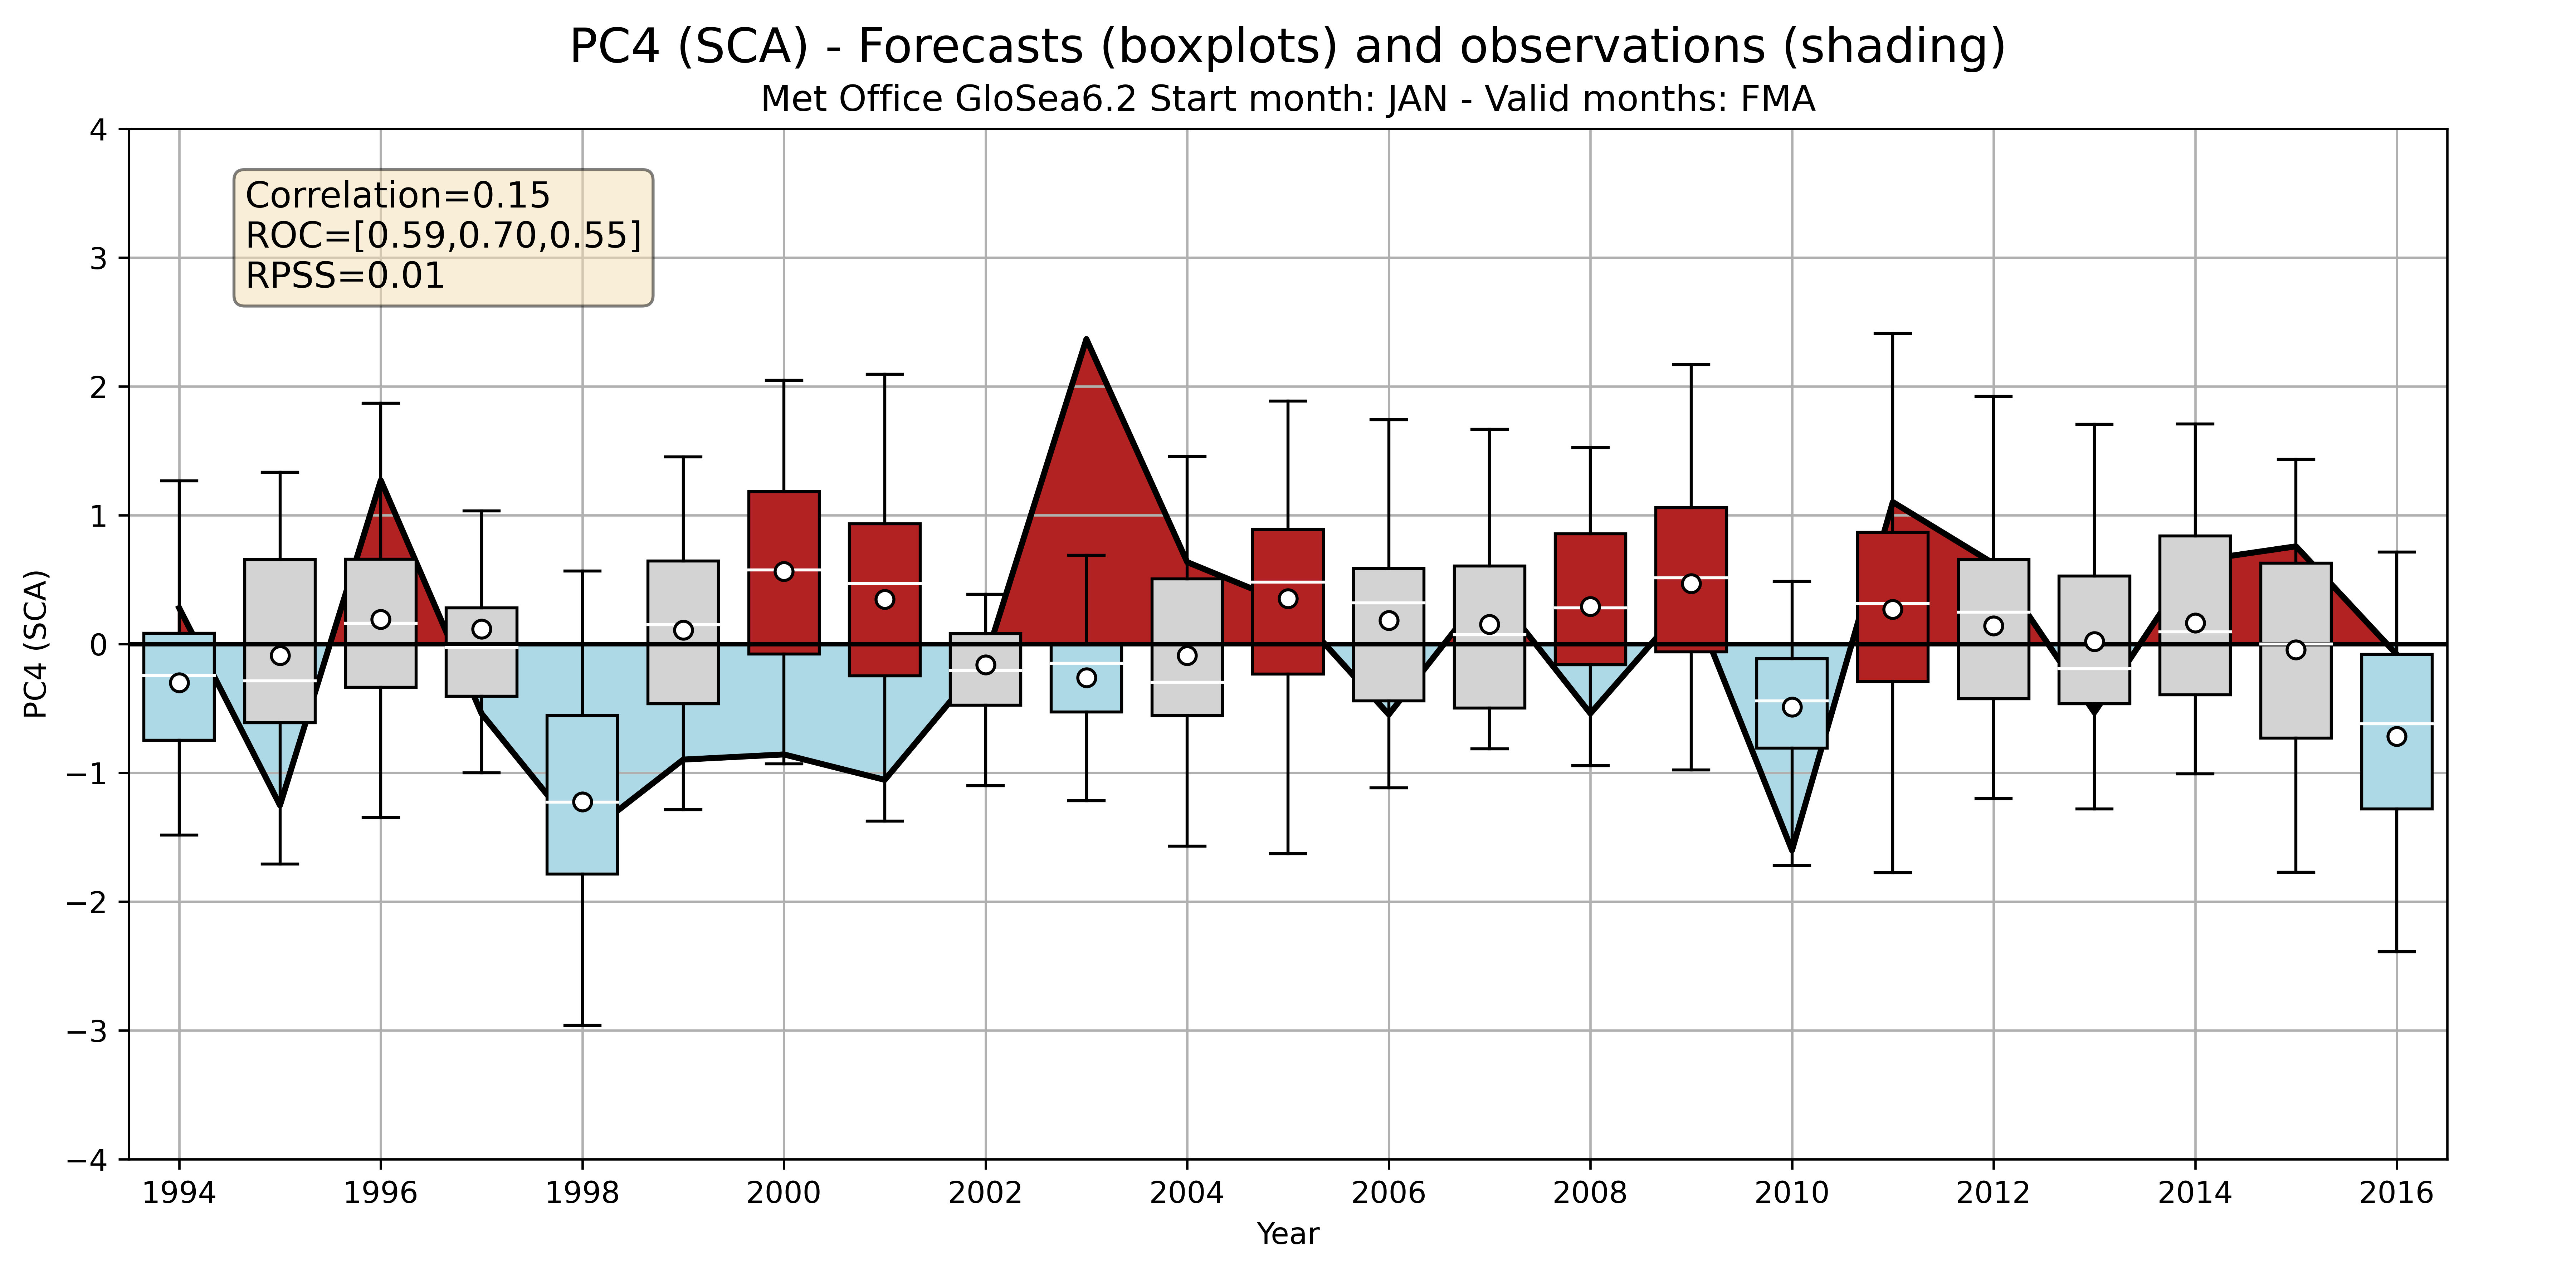 PC4 (SCA) - Forecasts (boxplots) and observations (shading)
Met Office GloSea6.2 Start month: JAN - Valid months: FMA
Correlation=0.15
ROC=[0.59,0.70,0.55]
RPSS=0.01
PC4 (SCA)
4
3
2
1
0
−1
−2
−3
−4
1994 1996 1998 2000 2002 2004 2006 2008 2010 2012 2014 2016
Year